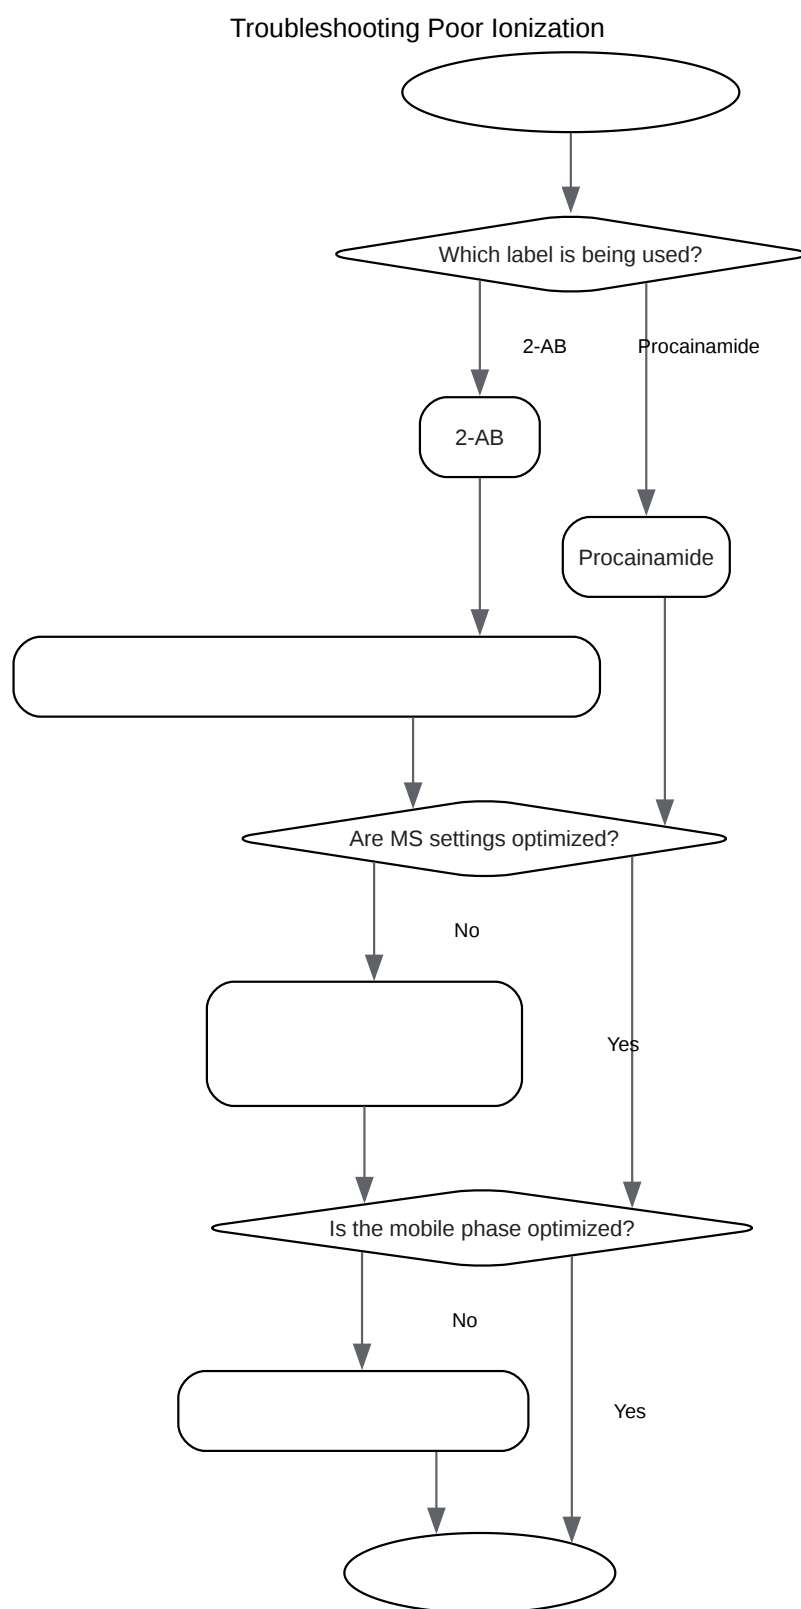 Troubleshooting Poor Ionization
Which label is being used?
2-AB
Procainamide
2-AB
Procainamide
Are MS settings optimized?
No
Yes
Is the mobile phase optimized?
No
Yes